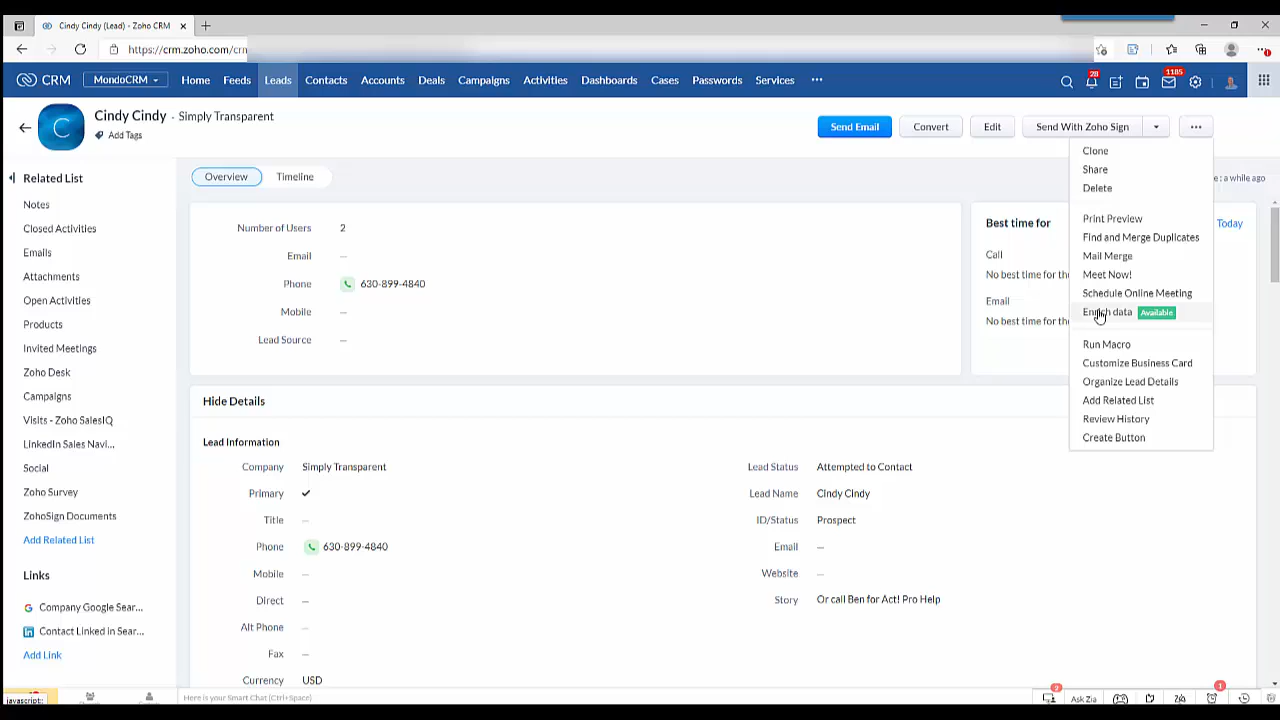 Cindy Cindy (Lead) - Zoho CRM
https://crm.zoho.com/crm
CRM
MondoCRM
Home Feeds Leads Contacts Accounts Deals Campaigns Activities Dashboards Cases Passwords Services ...
28
1185
C
Cindy Cindy - Simply Transparent
Add Tags
Send Email Convert Edit Send With Zoho Sign ...
Clone
Share
Delete
Print Preview
Find and Merge Duplicates
Mail Merge
Meet Now!
Schedule Online Meeting
Enrich data Available
Run Macro
Customize Business Card
Organize Lead Details
Add Related List
Review History
Create Button
Related List
Notes
Closed Activities
Emails
Attachments
Open Activities
Products
Invited Meetings
Zoho Desk
Campaigns
Visits - Zoho SalesIQ
LinkedIn Sales Navi...
Social
Zoho Survey
ZohoSign Documents
Add Related List
Links
Company Google Sear...
Contact Linked in Sear...
Add Link
Overview Timeline
: a while ago
Number of Users 2
Email —
Phone 630-899-4840
Mobile —
Lead Source —
Best time for Today
Call
No best time for the
Email
No best time for the
Hide Details
Lead Information
Company Simply Transparent
Primary
Title —
Phone 630-899-4840
Mobile —
Direct —
Alt Phone —
Fax —
Currency USD
Lead Status Attempted to Contact
Lead Name Cindy Cindy
ID/Status Prospect
Email —
Website —
Story Or call Ben for Act! Pro Help
javascript:;
Here is your Smart Chat (Ctrl+Space)
2
Ask Zia
1